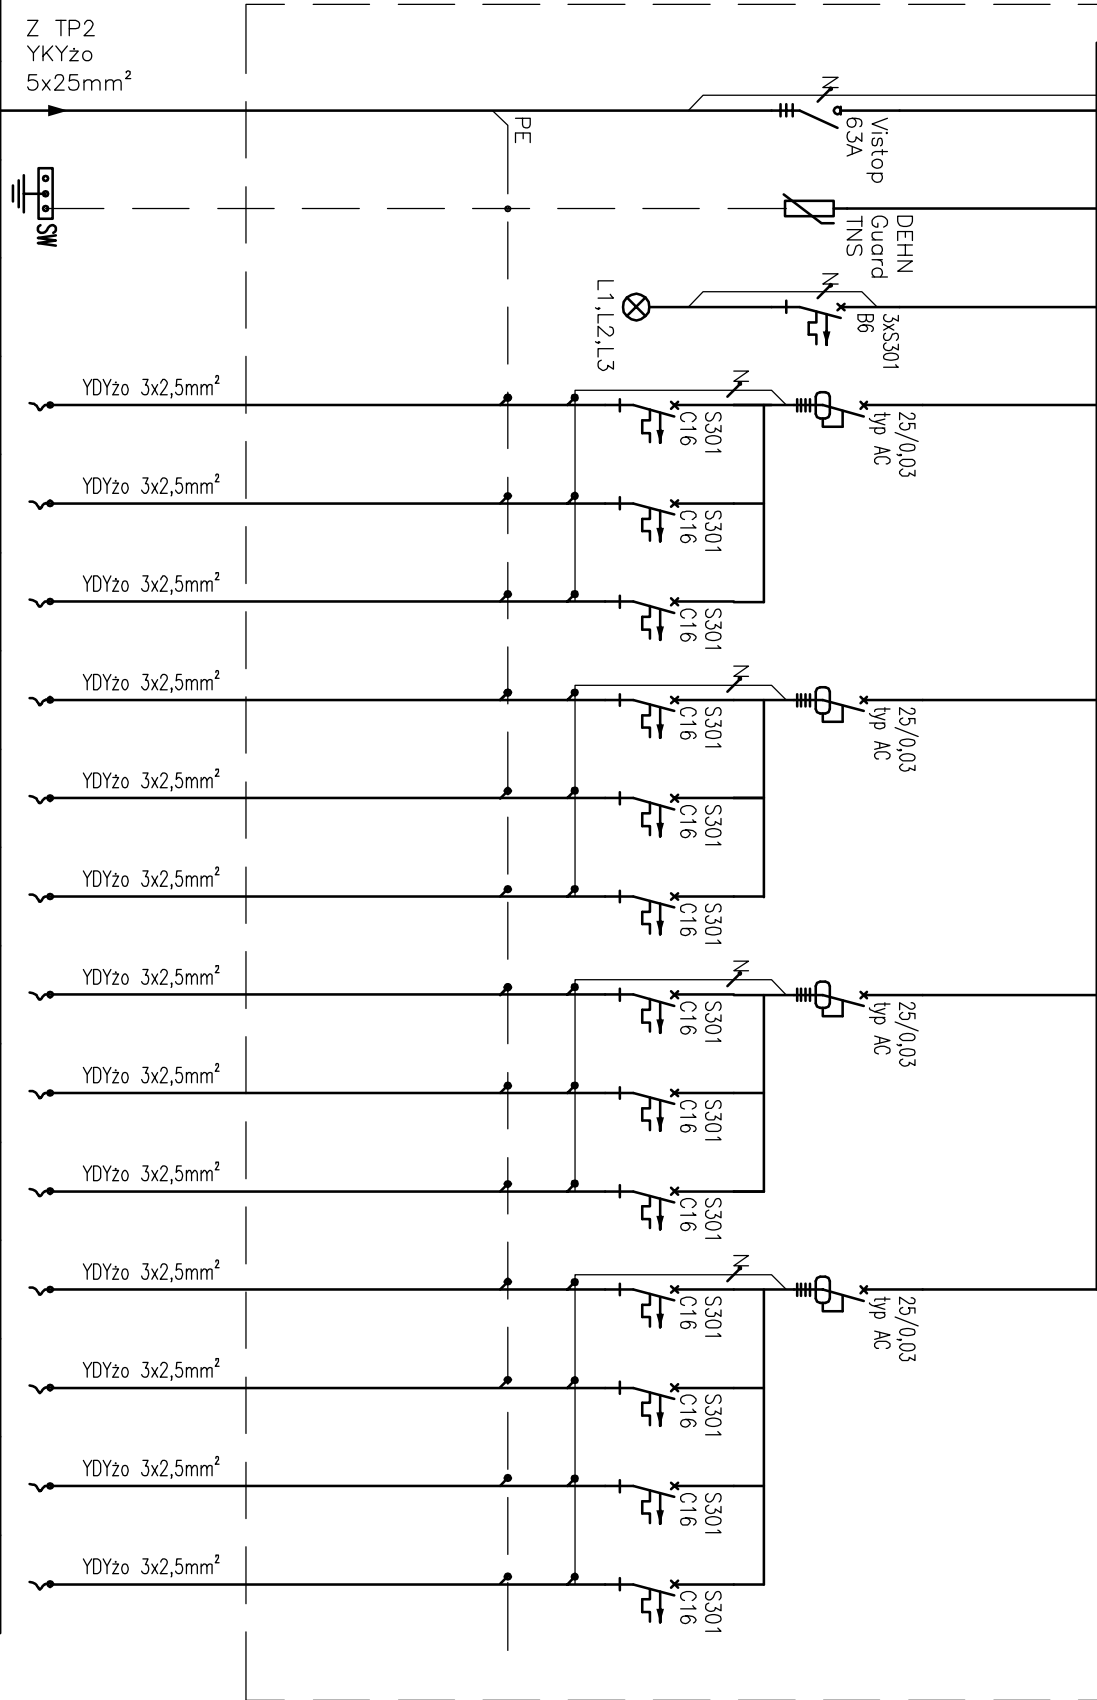 Z TP2
YKYżo
5x25mm²
PE
N
Vistop
63A
SW
DEHN
Guard
TNS
L1,L2,L3
N
3xS301
B6
YDYżo 3x2,5mm²
N
S301
C16
25/0,03
typ AC
YDYżo 3x2,5mm²
S301
C16
YDYżo 3x2,5mm²
S301
C16
YDYżo 3x2,5mm²
N
S301
C16
25/0,03
typ AC
YDYżo 3x2,5mm²
S301
C16
YDYżo 3x2,5mm²
S301
C16
YDYżo 3x2,5mm²
N
S301
C16
25/0,03
typ AC
YDYżo 3x2,5mm²
S301
C16
YDYżo 3x2,5mm²
S301
C16
YDYżo 3x2,5mm²
N
S301
C16
25/0,03
typ AC
YDYżo 3x2,5mm²
S301
C16
YDYżo 3x2,5mm²
S301
C16
YDYżo 3x2,5mm²
S301
C16